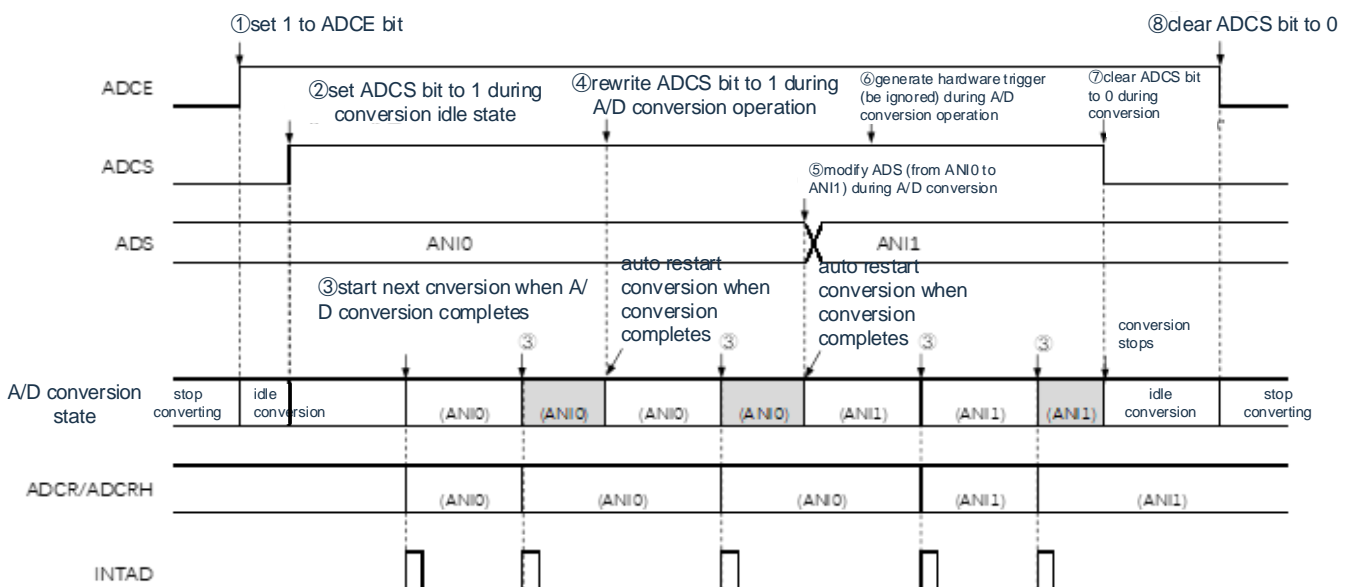 ①set 1 to ADCE bit
⑧clear ADCS bit to 0
ADCE
②set ADCS bit to 1 during
conversion idle state
④rewrite ADCS bit to 1 during
A/D conversion operation
⑥generate hardware trigger
(be ignored) during A/D
conversion operation
⑦clear ADCS bit
to 0 during
conversion
ADCS
⑤modify ADS (from ANI0 to
ANI1) during A/D conversion
ADS
ANI0
ANI1
③start next cnversion when A/
D conversion completes
auto restart
conversion when
conversion
completes
auto restart
conversion when
conversion
completes
③
③
③
③
conversion
stops
A/D conversion
state
stop
converting
idle
conversion
(ANI0)
(ANI0)
(ANI0)
(ANI0)
(ANI1)
(ANI1)
(ANI1)
idle
conversion
stop
converting
ADCR/ADCRH
(ANI0)
(ANI0)
(ANI0)
(ANI1)
(ANI1)
INTAD